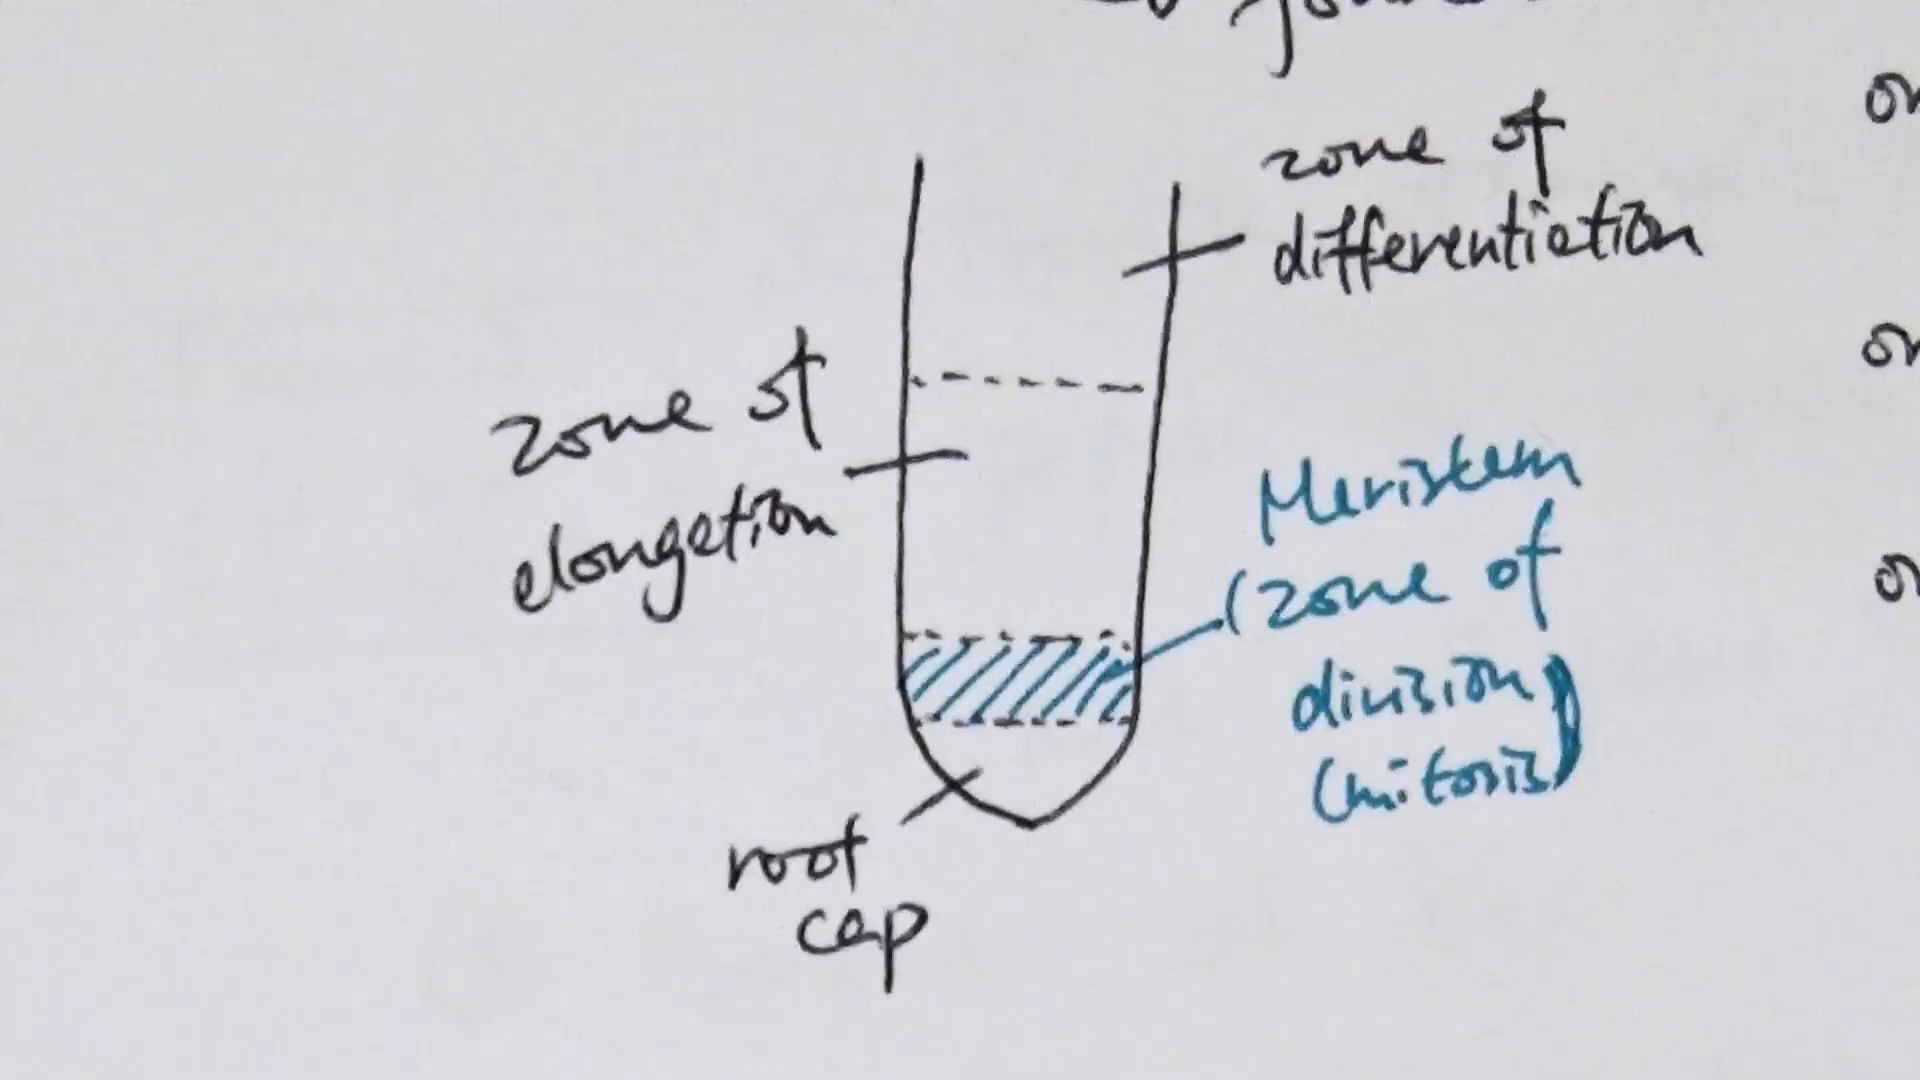 zone of
differentiation
zone of
elongation
Meristem
(zone of
division)
(mitosis)
root
cap